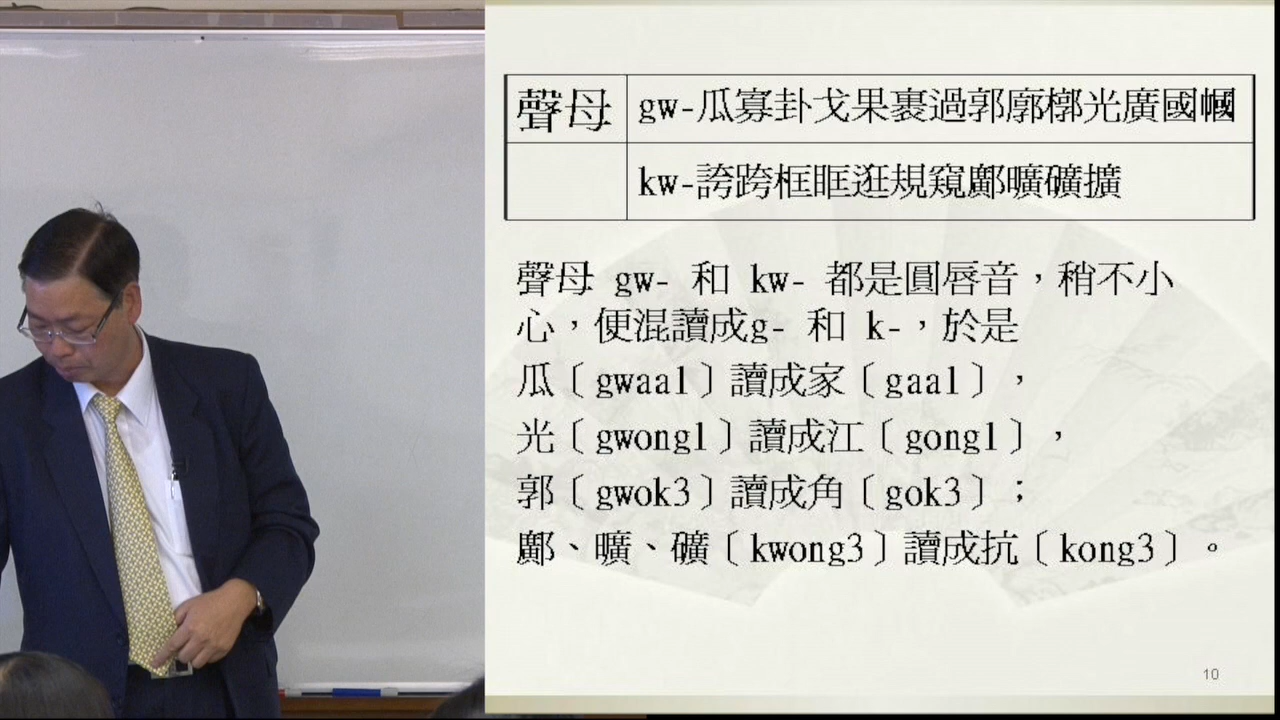 聲母 gw-瓜寡卦戈果裹過郭廓槨光廣國幗
kw-誇跨框眶逛規窺鄺曠礦擴
聲母 gw- 和 kw- 都是圓唇音，稍不小
心，便混讀成g- 和 k-，於是
瓜〔gwaa1〕讀成家〔gaa1〕，
光〔gwong1〕讀成江〔gong1〕，
郭〔gwok3〕讀成角〔gok3〕；
鄺、曠、礦〔kwong3〕讀成抗〔kong3〕。
10